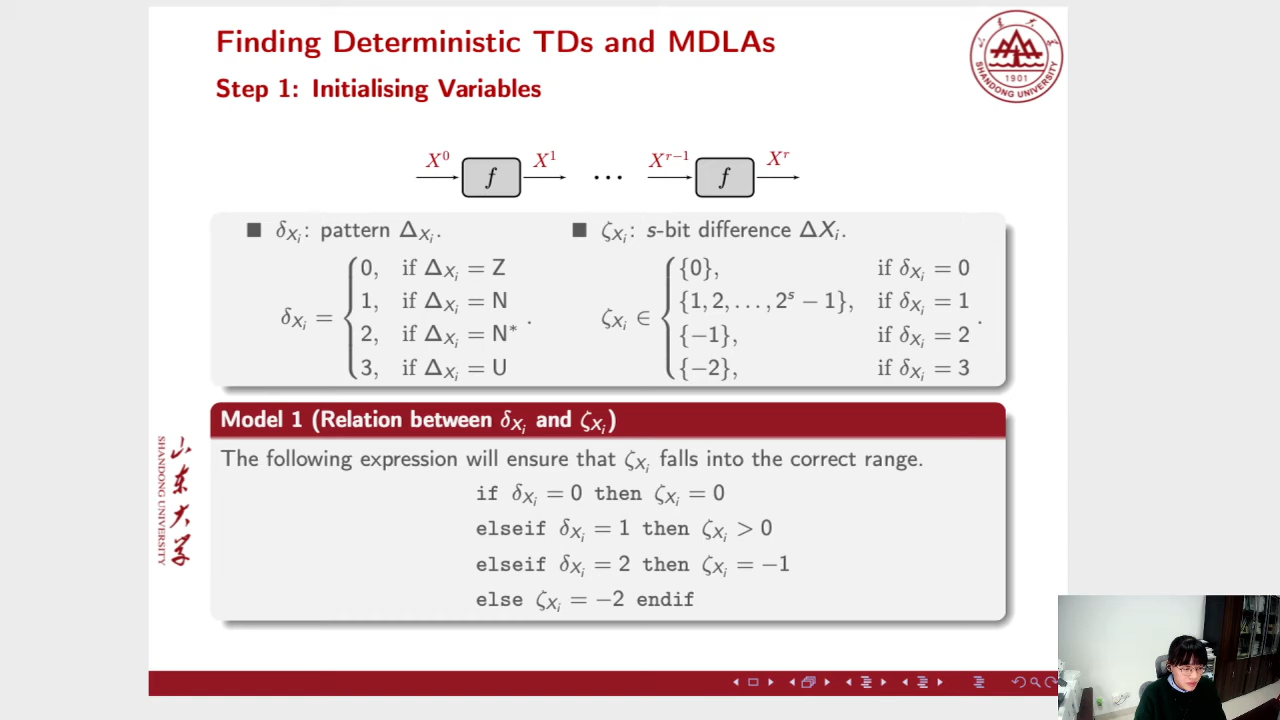 Finding Deterministic TDs and MDLAs
Step 1: Initialising Variables
SHANDONG UNIVERSITY
1901
X^0 f X^1 ⋯ X^{r−1} f X^r
■ δ_{X_i}: pattern Δ_{X_i}.
δ_{X_i} = { 0, if Δ_{X_i} = Z
1, if Δ_{X_i} = N
2, if Δ_{X_i} = N*
3, if Δ_{X_i} = U .
■ ζ_{X_i}: s-bit difference ΔX_i.
ζ_{X_i} ∈ { {0}, if δ_{X_i} = 0
{1, 2, . . . , 2^s − 1}, if δ_{X_i} = 1
{−1}, if δ_{X_i} = 2
{−2}, if δ_{X_i} = 3 .
Model 1 (Relation between δ_{X_i} and ζ_{X_i})
The following expression will ensure that ζ_{X_i} falls into the correct range.
if δ_{X_i} = 0 then ζ_{X_i} = 0
elseif δ_{X_i} = 1 then ζ_{X_i} > 0
elseif δ_{X_i} = 2 then ζ_{X_i} = −1
else ζ_{X_i} = −2 endif
山东大学
SHANDONG UNIVERSITY